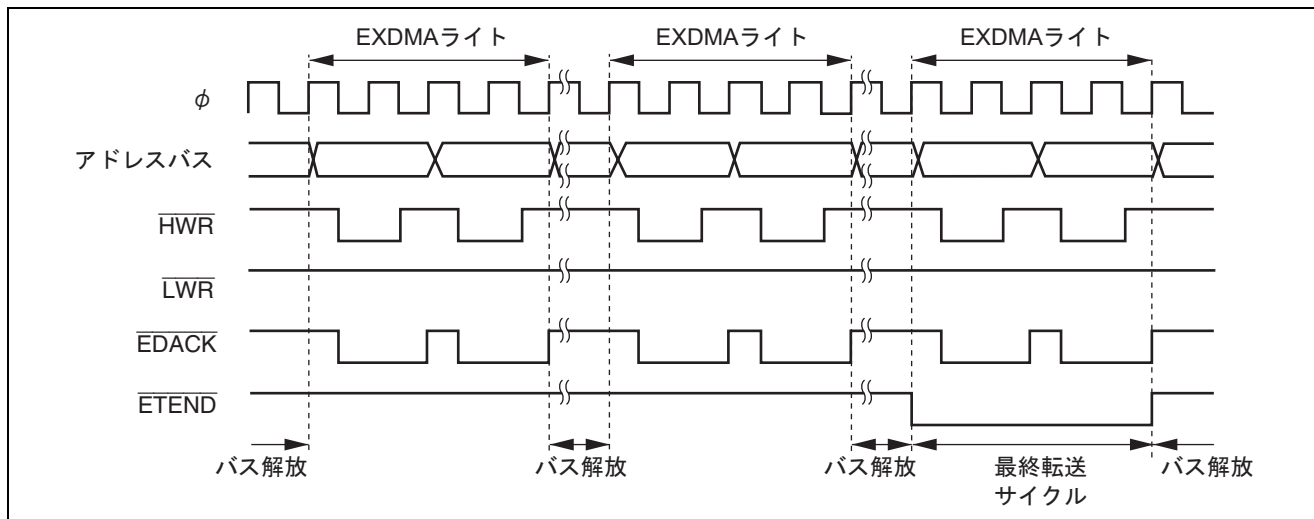 EXDMAライト EXDMAライト EXDMAライト
φ
アドレスバス
HWR
LWR
EDACK
ETEND
バス解放 バス解放 バス解放 最終転送 バス解放
サイクル